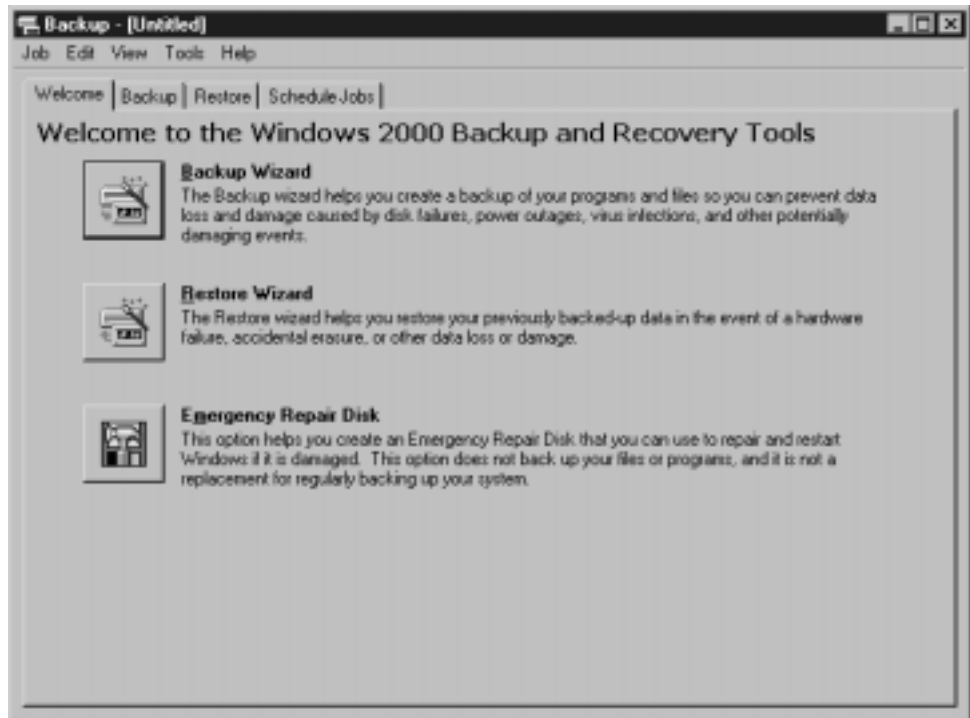 Backup - [Untitled]
Job Edit View Tools Help
Welcome Backup Restore Schedule Jobs
Welcome to the Windows 2000 Backup and Recovery Tools
Backup Wizard
The Backup wizard helps you create a backup of your programs and files so you can prevent data
loss and damage caused by disk failures, power outages, virus infections, and other potentially
damaging events.
Restore Wizard
The Restore wizard helps you restore your previously backed-up data in the event of a hardware
failure, accidental erasure, or other data loss or damage.
Emergency Repair Disk
This option helps you create an Emergency Repair Disk that you can use to repair and restart
Windows if it is damaged. This option does not back up your files or programs, and it is not a
replacement for regularly backing up your system.